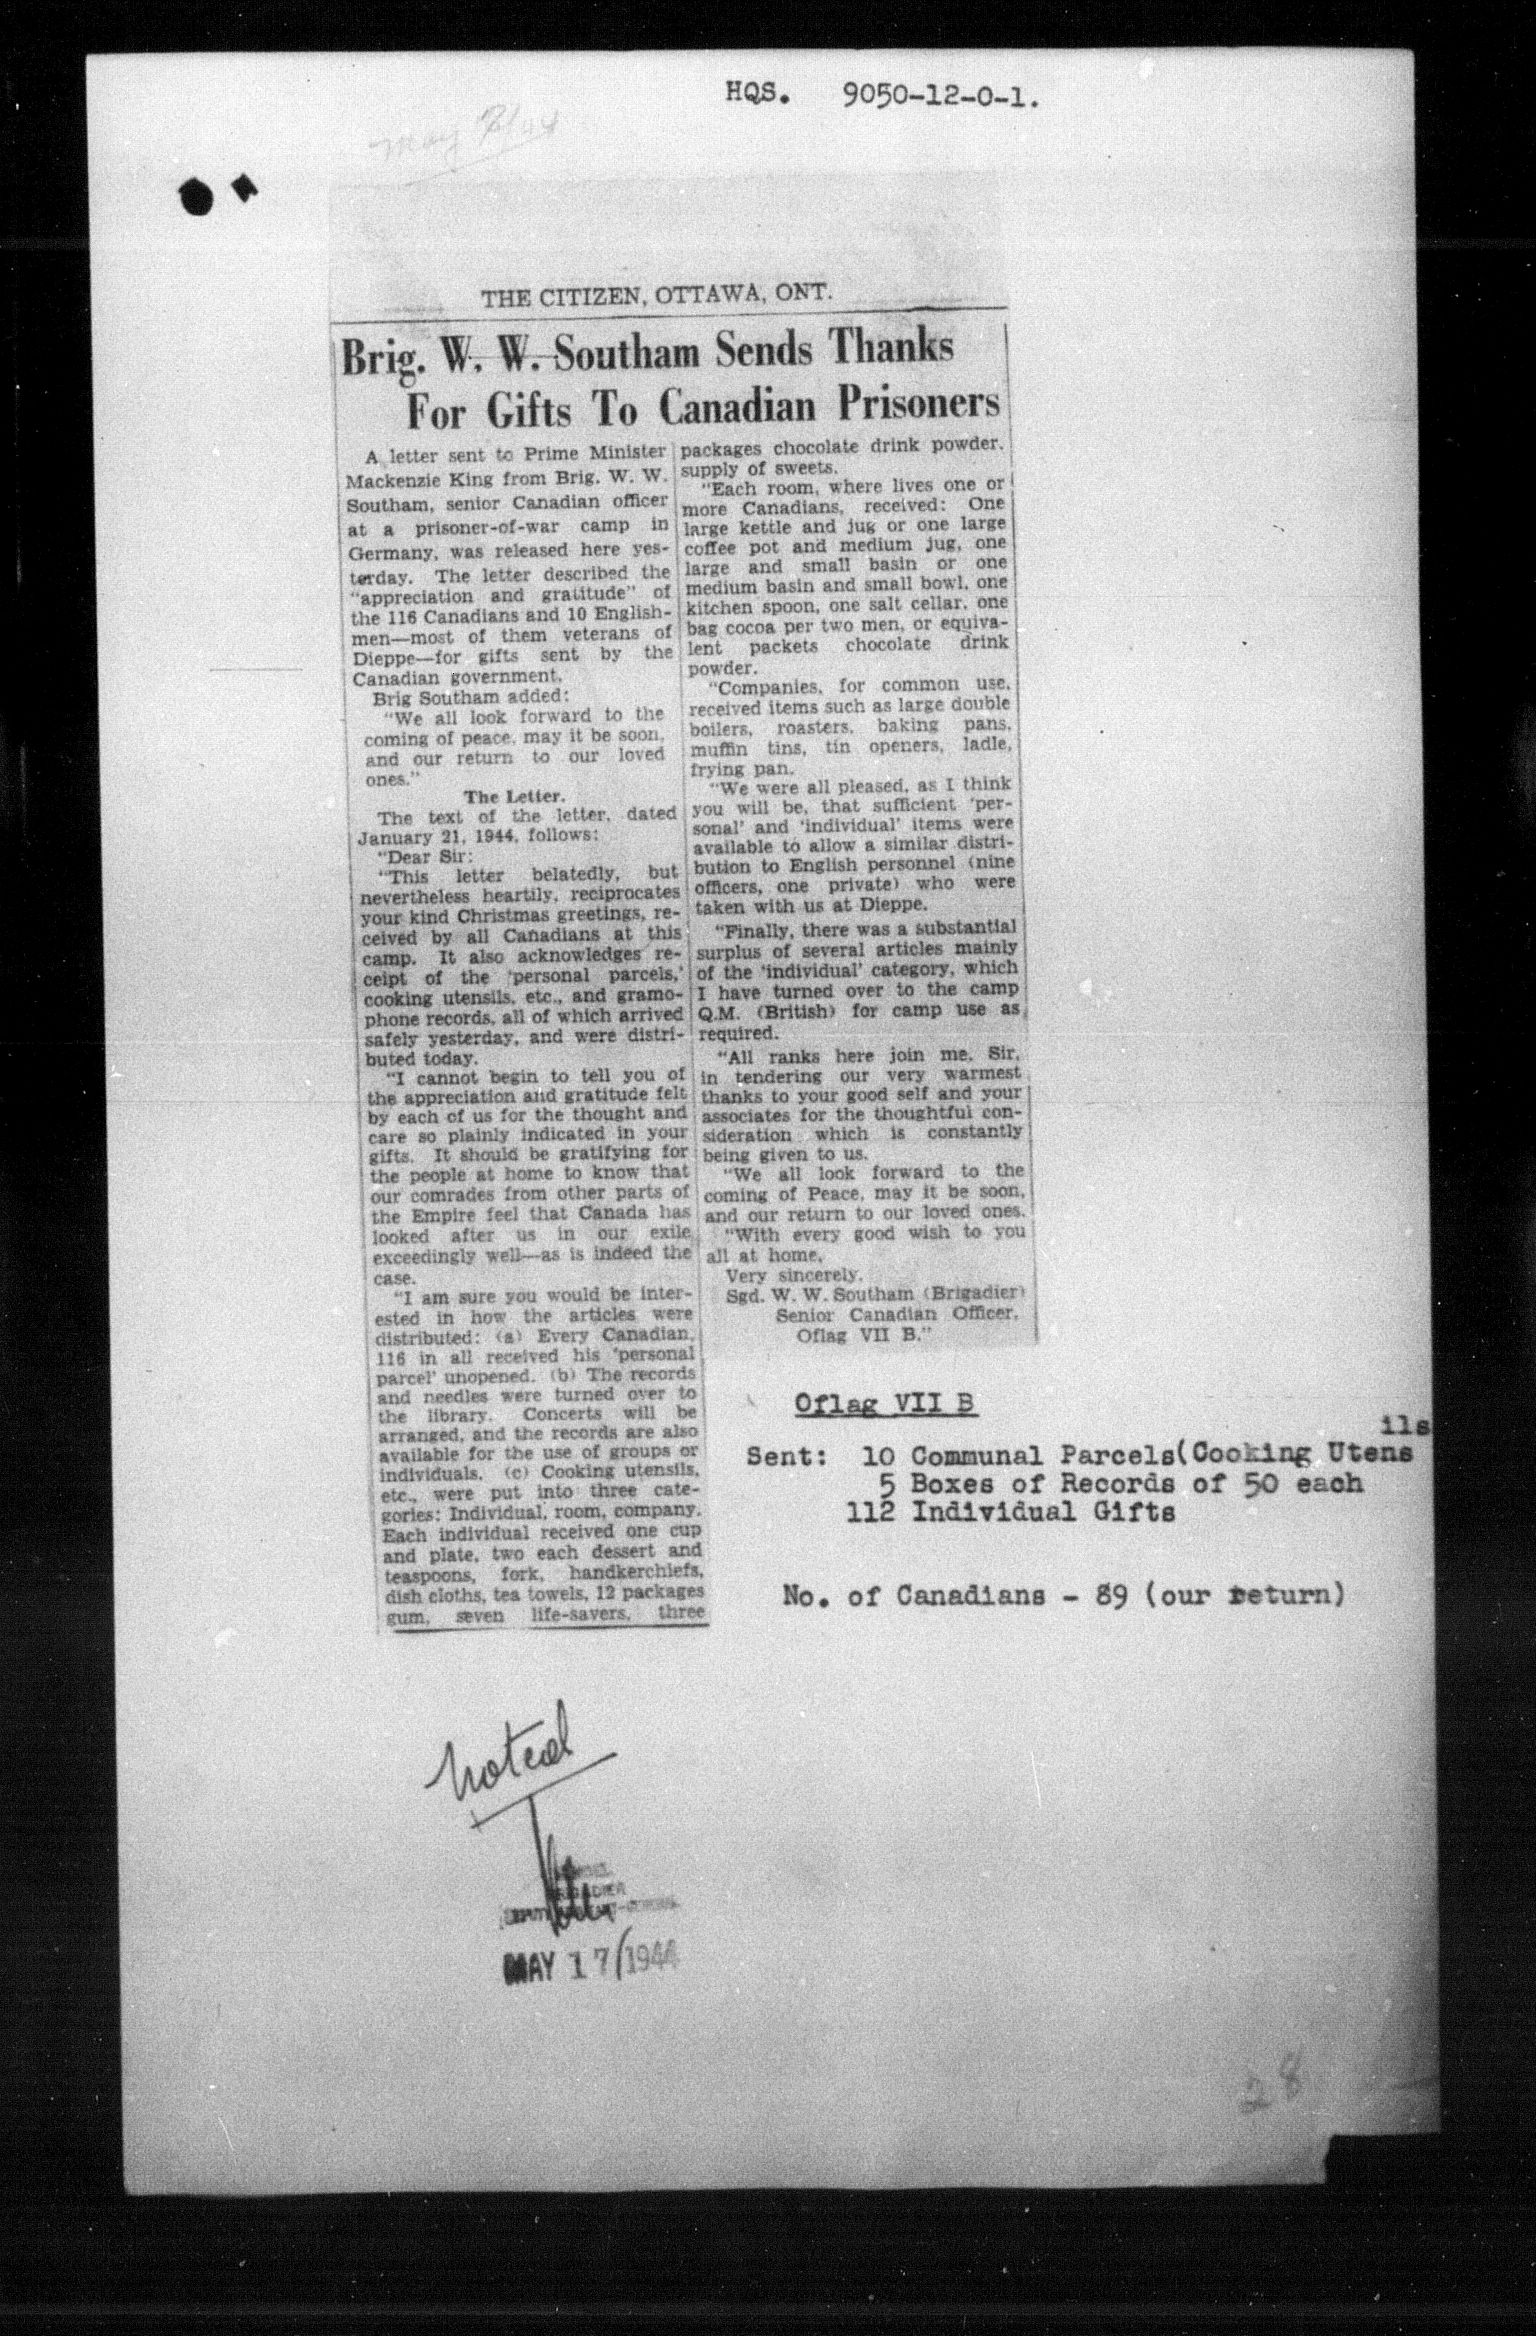 HQS. 9050-12-0-1.
May
THE CITIZEN, OTTAWA, ONT.
Brig. W. W. Southam Sends Thanks
For Gifts To Canadian Prisoners
A letter sent to Prime Minister
Mackenzie King from Brig. W. W.
Southam, senior Canadian officer
at a prisoner-of-war camp in
Germany, was released here yes-
terday. The letter described the
"appreciation and gratitude" of
the 116 Canadians and 10 English-
men—most of them veterans of
Dieppe—for gifts sent by the
Canadian government.
Brig Southam added:
"We all look forward to the
coming of peace, may it be soon,
and our return to our loved
ones."
The Letter.
The text of the letter, dated
January 21, 1944, follows:
"Dear Sir:
"This letter belatedly, but
nevertheless heartily, reciprocates
your kind Christmas greetings, re-
ceived by all Canadians at this
camp. It also acknowledges re-
ceipt of the 'personal parcels,'
cooking utensils, etc., and gramo-
phone records, all of which arrived
safely yesterday, and were distri-
buted today.
"I cannot begin to tell you of
the appreciation and gratitude felt
by each of us for the thought and
care so plainly indicated in your
gifts. It should be gratifying for
the people at home to know that
our comrades from other parts of
the Empire feel that Canada has
looked after us in our exile
exceedingly well—as is indeed the
case.
"I am sure you would be inter-
ested in how the articles were
distributed: (a) Every Canadian,
116 in all received his 'personal
parcel' unopened. (b) The records
and needles were turned over to
the library. Concerts will be
arranged, and the records are also
available for the use of groups or
individuals. (c) Cooking utensils,
etc., were put into three cate-
gories: Individual, room, company.
Each individual received one cup
and plate, two each dessert and
teaspoons, fork, handkerchiefs,
dish cloths, tea towels, 12 packages
gum, seven life-savers, three
packages chocolate drink powder.
supply of sweets.
"Each room, where lives one or
more Canadians, received: One
large kettle and jug or one large
coffee pot and medium jug, one
large and small basin or one
medium basin and small bowl, one
kitchen spoon, one salt cellar, one
bag cocoa per two men, or equiva-
lent packets chocolate drink
powder.
"Companies, for common use,
received items such as large double
boilers, roasters, baking pans,
muffin tins, tin openers, ladle,
frying pan.
"We were all pleased, as I think
you will be, that sufficient 'per-
sonal' and 'individual' items were
available to allow a similar distri-
bution to English personnel (nine
officers, one private) who were
taken with us at Dieppe.
"Finally, there was a substantial
surplus of several articles mainly
of the 'individual' category, which
I have turned over to the camp
Q.M. (British) for camp use as
required.
"All ranks here join me, Sir,
in tendering our very warmest
thanks to your good self and your
associates for the thoughtful con-
sideration which is constantly
being given to us.
"We all look forward to the
coming of Peace, may it be soon,
and our return to our loved ones.
"With every good wish to you
all at home,
Very sincerely,
Sgd. W. W. Southam (Brigadier)
Senior Canadian Officer,
Oflag VII B."
Oflag VII B
ils
Sent: 10 Communal Parcels(Cooking Utens
5 Boxes of Records of 50 each
112 Individual Gifts
No. of Canadians - 89 (our return)
Noted
MAY 17/1944
28